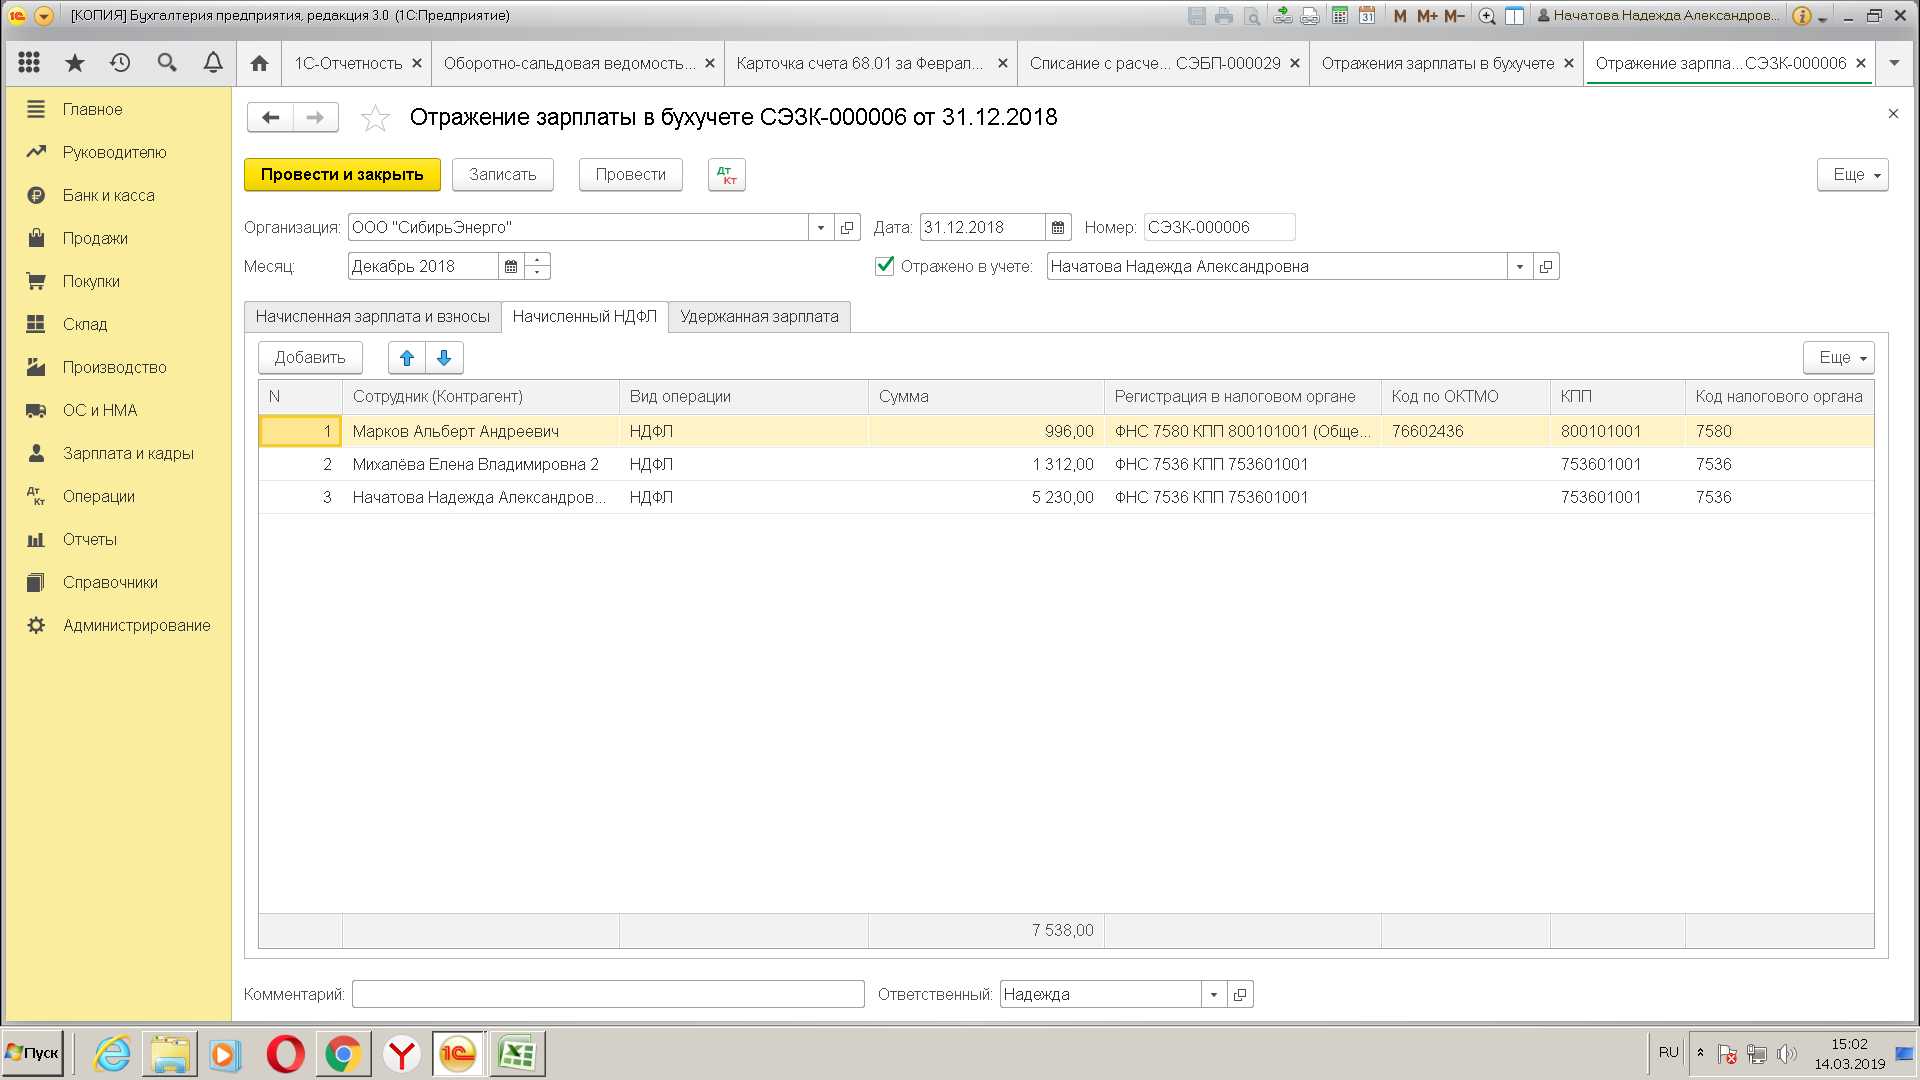 [КОПИЯ] Бухгалтерия предприятия, редакция 3.0 (1С:Предприятие)
M M+ M-
Начатова Надежда Александров...
1С-Отчетность
Оборотно-сальдовая ведомость...
Карточка счета 68.01 за Феврал...
Списание с расче... СЭБП-000029
Отражения зарплаты в бухучете
Отражение зарпла...СЭЗК-000006
Главное
Руководителю
Банк и касса
Продажи
Покупки
Склад
Производство
ОС и НМА
Зарплата и кадры
Операции
Отчеты
Справочники
Администрирование
Отражение зарплаты в бухучете СЭЗК-000006 от 31.12.2018
Провести и закрыть
Записать
Провести
Дт Кт
Еще
Организация: ООО "СибирьЭнерго"
Дата: 31.12.2018
Номер: СЭЗК-000006
Месяц: Декабрь 2018
Отражено в учете: Начатова Надежда Александровна
Начисленная зарплата и взносы
Начисленный НДФЛ
Удержанная зарплата
Добавить
Еще
N Сотрудник (Контрагент) Вид операции Сумма Регистрация в налоговом органе Код по ОКТМО КПП Код налогового органа
1 Марков Альберт Андреевич НДФЛ 996,00 ФНС 7580 КПП 800101001 (Обще... 76602436 800101001 7580
2 Михалёва Елена Владимировна 2 НДФЛ 1 312,00 ФНС 7536 КПП 753601001 753601001 7536
3 Начатова Надежда Александров... НДФЛ 5 230,00 ФНС 7536 КПП 753601001 753601001 7536
7 538,00
Комментарий:
Ответственный: Надежда
Пуск
RU
15:02
14.03.2019